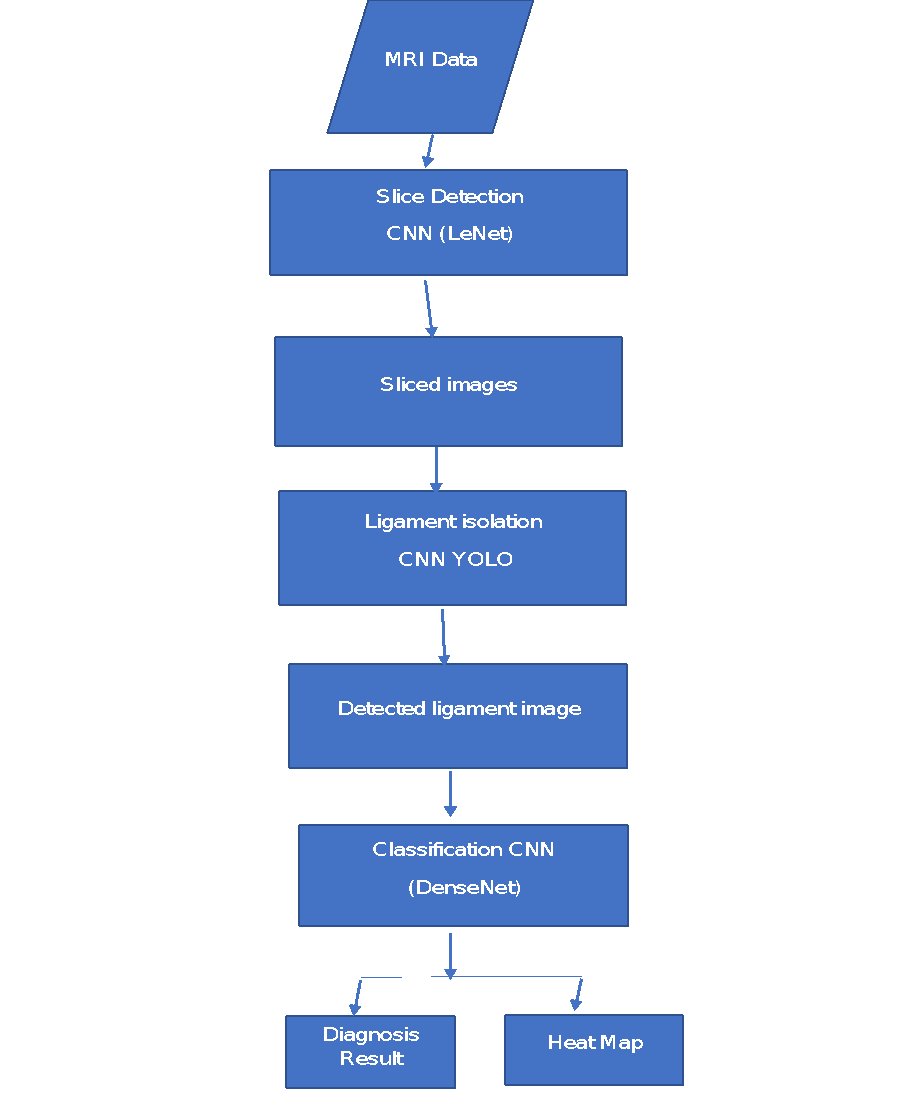 MRI Data
Slice Detection
CNN (LeNet)
Sliced images
Ligament isolation
CNN YOLO
Detected ligament image
Classification CNN
(DenseNet)
Diagnosis
Result
Heat Map